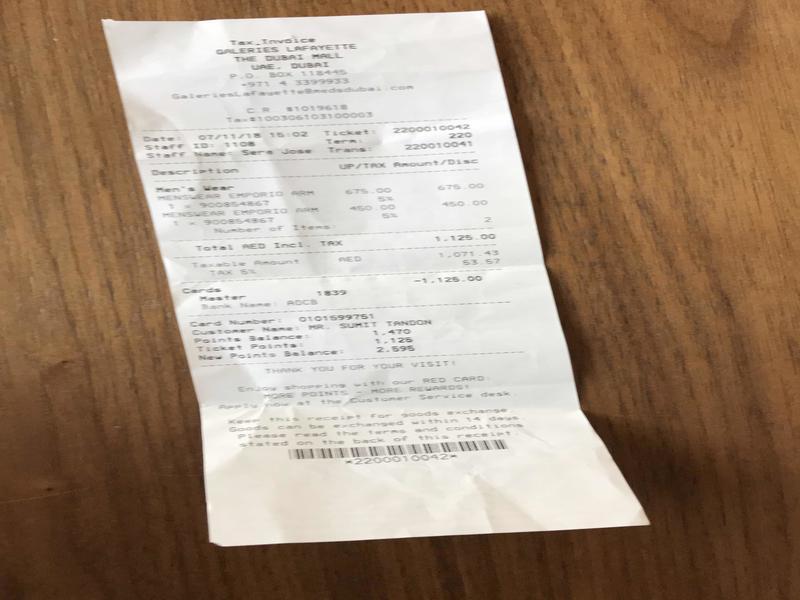 Tax Invoice
GALERIES LAFAYETTE
THE DUBAI MALL
UAE, DUBAI
P.O. BOX 118445
+971 4 3399933
GaleriesLafayette@medsdubai.com
C R #1019618
Tax#100306103100003
Date: 07/11/18 15:02 Ticket: 2200010042
Staff ID: 1108 Term: 220
Staff Name: Sera Jose Trans: 220010041
Description UP/TAX Amount/Disc
Men's Wear
MENSWEAR EMPORIO ARM 675.00 675.00
1 x 900854867 5%
MENSWEAR EMPORIO ARM 450.00 450.00
1 x 900854867 5%
Number of Items: 2
Total AED Incl. TAX 1,125.00
Taxable Amount AED 1,071.43
TAX 5% 53.57
Cards -1,125.00
Master 1839
Bank Name: ADCB
Card Number: 0101599751
Customer Name: MR. SUMIT TANDON
Points Balance: 1,470
Ticket Points: 1,125
New Points Balance: 2,595
THANK YOU FOR YOUR VISIT!
Enjoy shopping with our RED CARD:
MORE POINTS - MORE REWARDS!
Apply now at the Customer Service desk.
Keep this receipt for goods exchange.
Goods can be exchanged within 14 days.
Please read the terms and conditions
stated on the back of this receipt.
*2200010042*